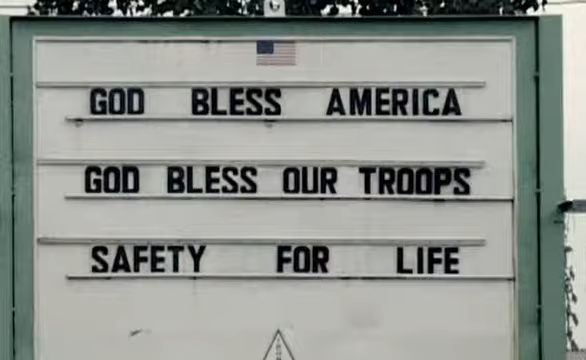 GOD BLESS AMERICA
GOD BLESS OUR TROOPS
SAFETY FOR LIFE